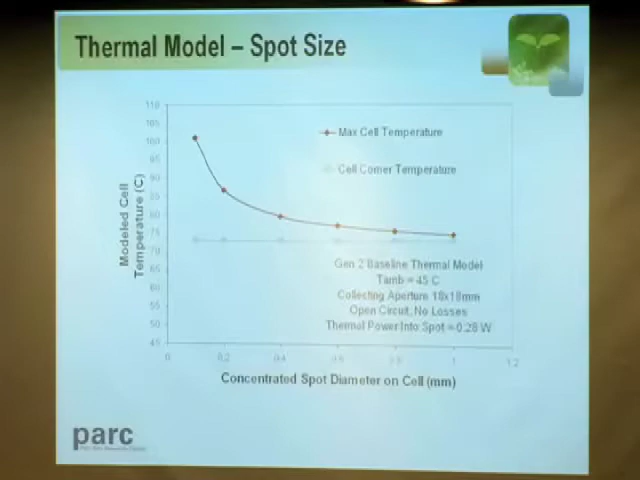 Thermal Model – Spot Size
110
105
100
95
90
85
80
75
70
65
60
55
50
45
0
0.2
0.4
0.6
0.8
1
1.2
Modeled Cell
Temperature (C)
Max Cell Temperature
Cell Corner Temperature
Gen 2 Baseline Thermal Model
Tamb = 45 C
Collecting Aperture 18x18mm
Open Circuit, No Losses
Thermal Power Into Spot = 0.28 W
Concentrated Spot Diameter on Cell (mm)
parc